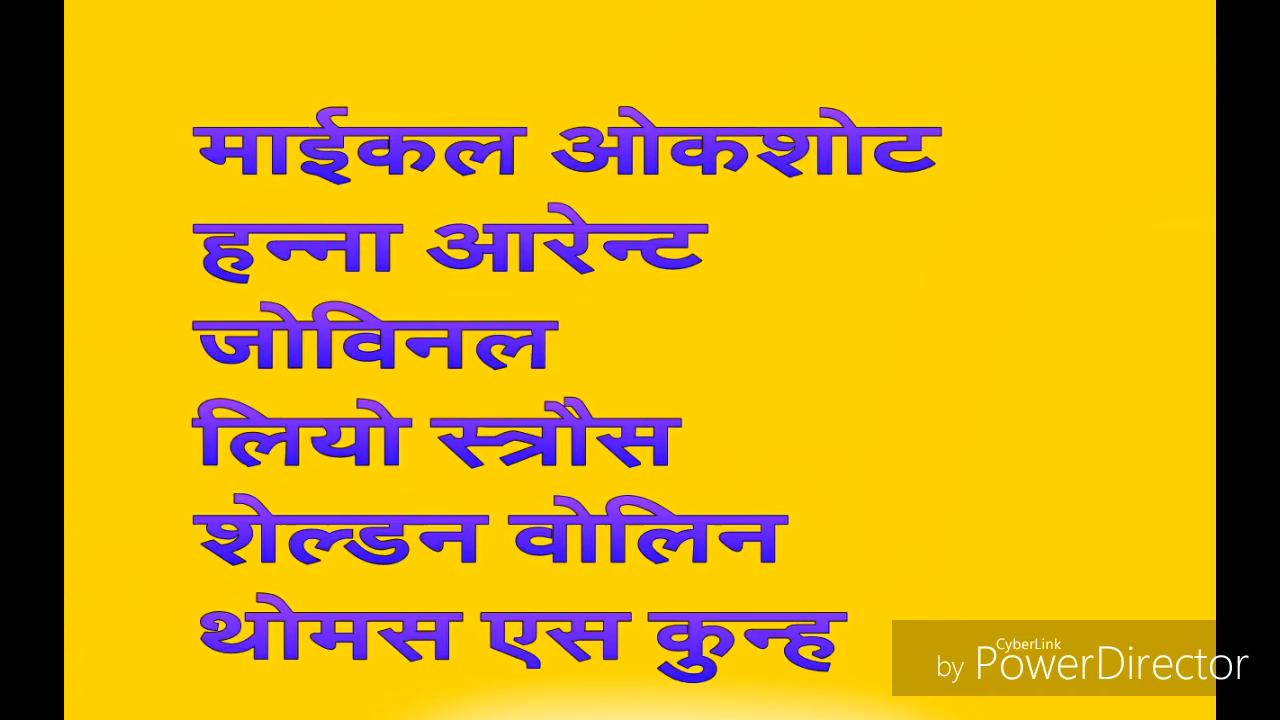 माईकल ओकशोट
हन्ना आरेन्ट
जोविनल
लियो स्त्रौस
शेल्डन वोलिन
थोमस एस कुन्ह
CyberLink
by PowerDirector